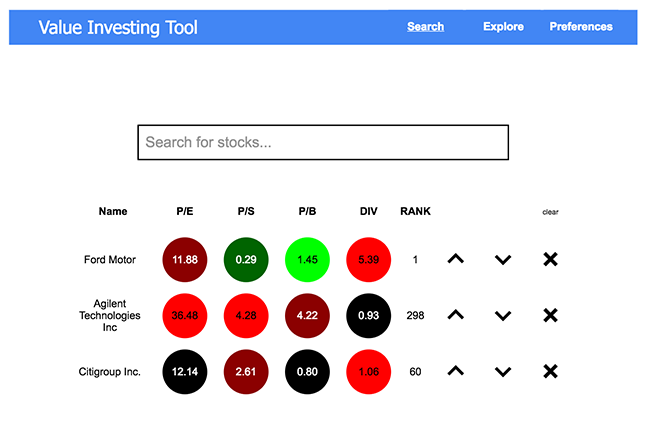 Value Investing Tool
Search Explore Preferences
Search for stocks...
Name P/E P/S P/B DIV RANK clear
Ford Motor 11.88 0.29 1.45 5.39 1
Agilent
Technologies 36.48 4.28 4.22 0.93 298
Inc
Citigroup Inc. 12.14 2.61 0.80 1.06 60